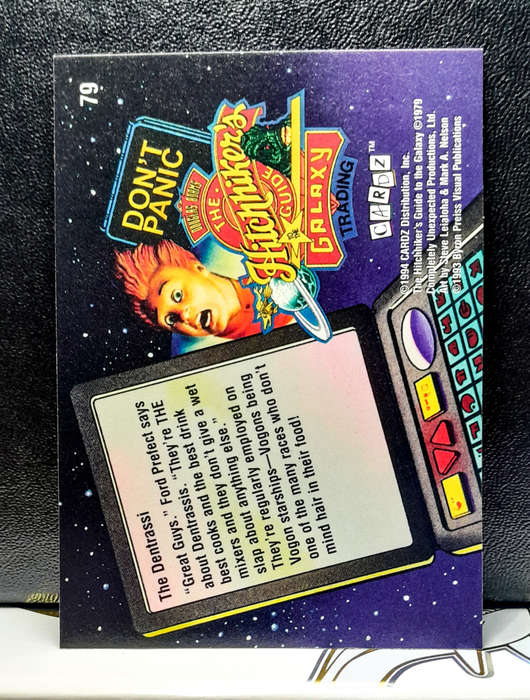 79
DON'T
PANIC
DOUGLAS ADAMS
THE
Hitchhiker's
GUIDE
TO THE
GALAXY
TRADING
CARDZ™
The Dentrassi
"Great Guys." Ford Prefect says
about Dentrassis. "They're THE
best cooks and the best drink
mixers and they don't give a wet
slap about anything else."
They're regularly employed on
Vogon starships—Vogons being
one of the many races who don't
mind hair in their food!
©1994 CARDZ Distribution, Inc.
The Hitchhiker's Guide to the Galaxy ©1979
Completely Unexpected Productions, Ltd.
Art by Steve Leialoha & Mark A. Nelson
©1993 Byron Preiss Visual Publications